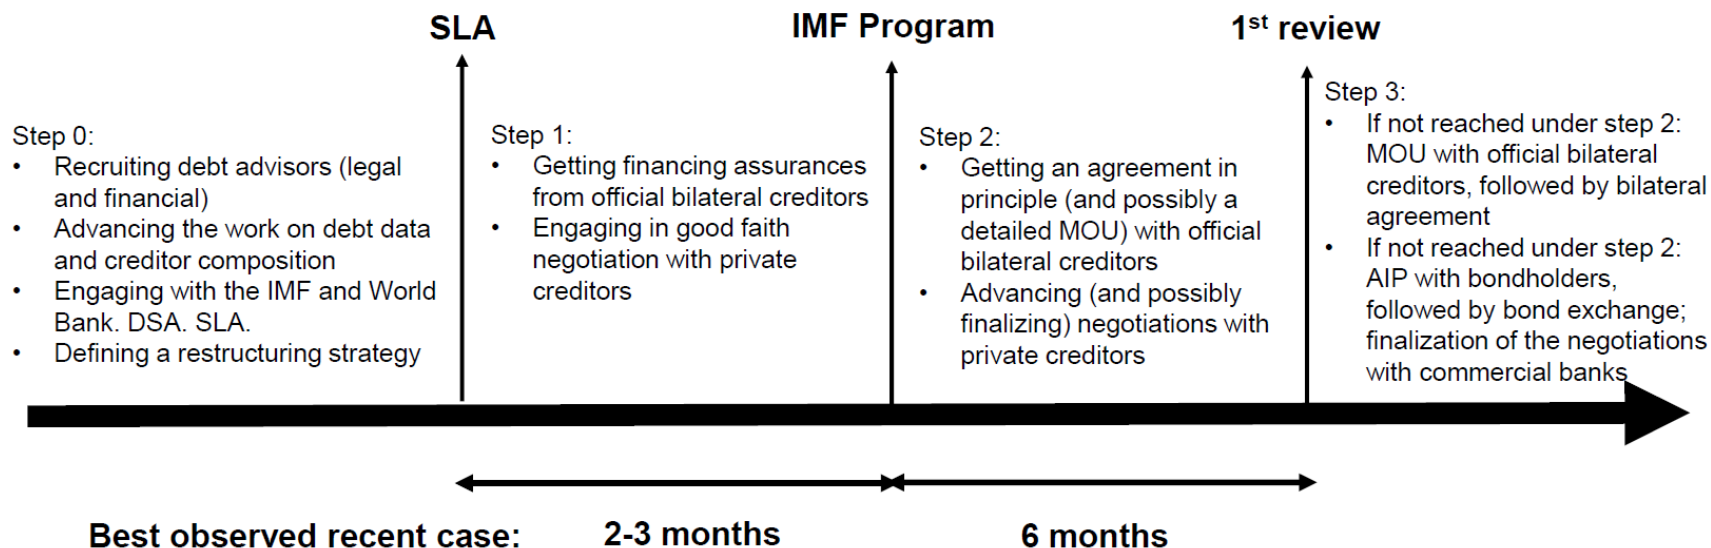 SLA
IMF Program
1st review
Step 0:
• Recruiting debt advisors (legal
and financial)
• Advancing the work on debt data
and creditor composition
• Engaging with the IMF and World
Bank. DSA. SLA.
• Defining a restructuring strategy
Step 1:
• Getting financing assurances
from official bilateral creditors
• Engaging in good faith
negotiation with private
creditors
Step 2:
• Getting an agreement in
principle (and possibly a
detailed MOU) with official
bilateral creditors
• Advancing (and possibly
finalizing) negotiations with
private creditors
Step 3:
• If not reached under step 2:
MOU with official bilateral
creditors, followed by bilateral
agreement
• If not reached under step 2:
AIP with bondholders,
followed by bond exchange;
finalization of the negotiations
with commercial banks
Best observed recent case:
2-3 months
6 months